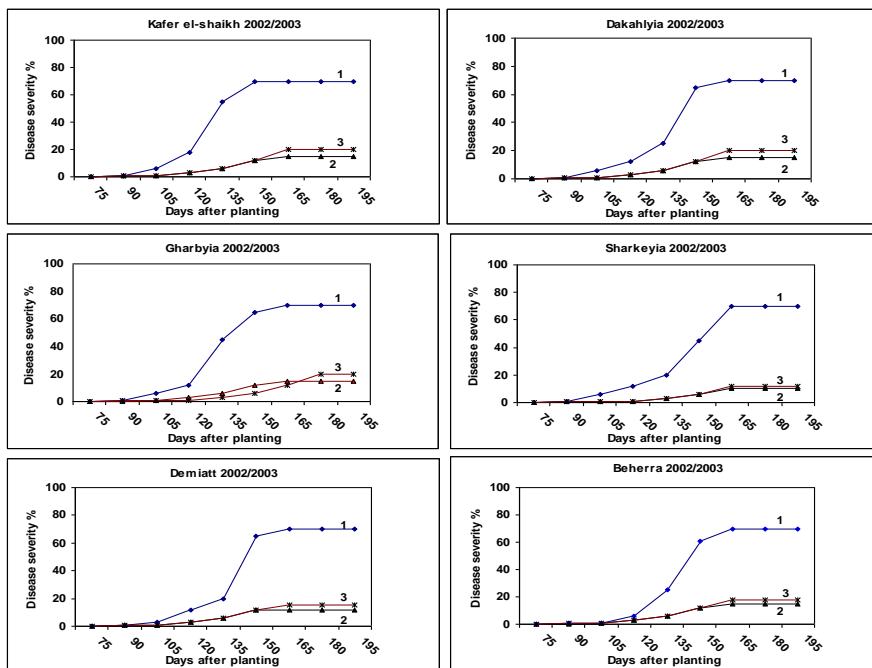 Kafer el-shaikh 2002/2003
Disease severity %
100
80
60
40
20
0
1
3
2
75 90 105 120 135 150 165 180 195
Days after planting
Dakahlyia 2002/2003
Disease severity %
100
80
60
40
20
0
1
3
2
75 90 105 120 135 150 165 180 195
Days after planting
Gharbyia 2002/2003
Disease severity %
100
80
60
40
20
0
1
3
2
75 90 105 120 135 150 165 180 195
Days after planting
Sharkeyia 2002/2003
Disease severity %
100
80
60
40
20
0
1
3
2
75 90 105 120 135 150 165 180 195
Days after planting
Demiatt 2002/2003
Disease severity %
100
80
60
40
20
0
1
3
2
75 90 105 120 135 150 165 180 195
Days after planting
Beherra 2002/2003
Disease severity %
100
80
60
40
20
0
1
3
2
75 90 105 120 135 150 165 180 195
Days after planting